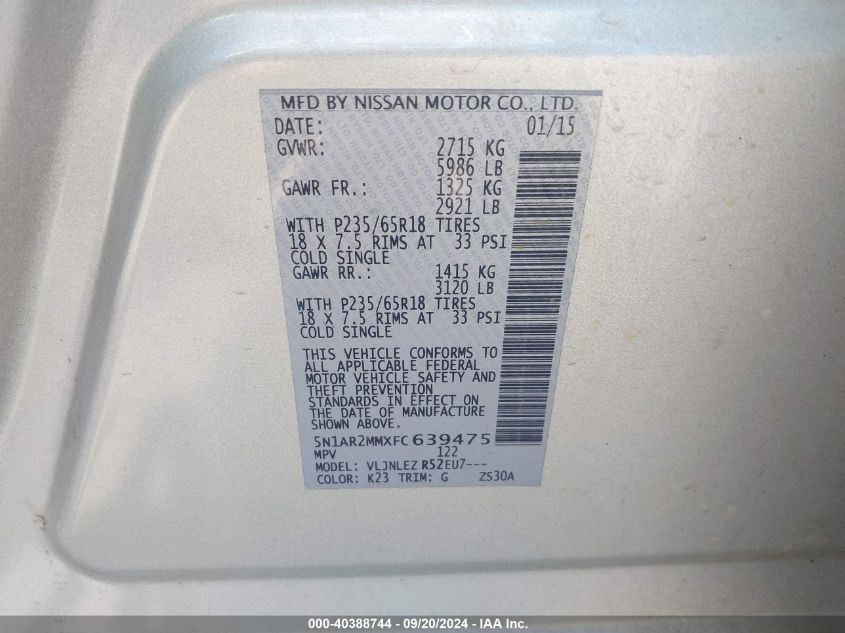 MFD BY NISSAN MOTOR CO., LTD.
DATE: 01/15
GVWR: 2715 KG
5986 LB
GAWR FR.: 1325 KG
2921 LB
WITH P235/65R18 TIRES
18 X 7.5 RIMS AT 33 PSI
COLD SINGLE
GAWR RR.: 1415 KG
3120 LB
WITH P235/65R18 TIRES
18 X 7.5 RIMS AT 33 PSI
COLD SINGLE
THIS VEHICLE CONFORMS TO
ALL APPLICABLE FEDERAL
MOTOR VEHICLE SAFETY AND
THEFT PREVENTION
STANDARDS IN EFFECT ON
THE DATE OF MANUFACTURE
SHOWN ABOVE.
5N1AR2MMXFC639475
MPV 122
MODEL: VLJNLEZ R52EU7---
COLOR: K23 TRIM: G ZS30A
000-40388744 - 09/20/2024 - IAA Inc.